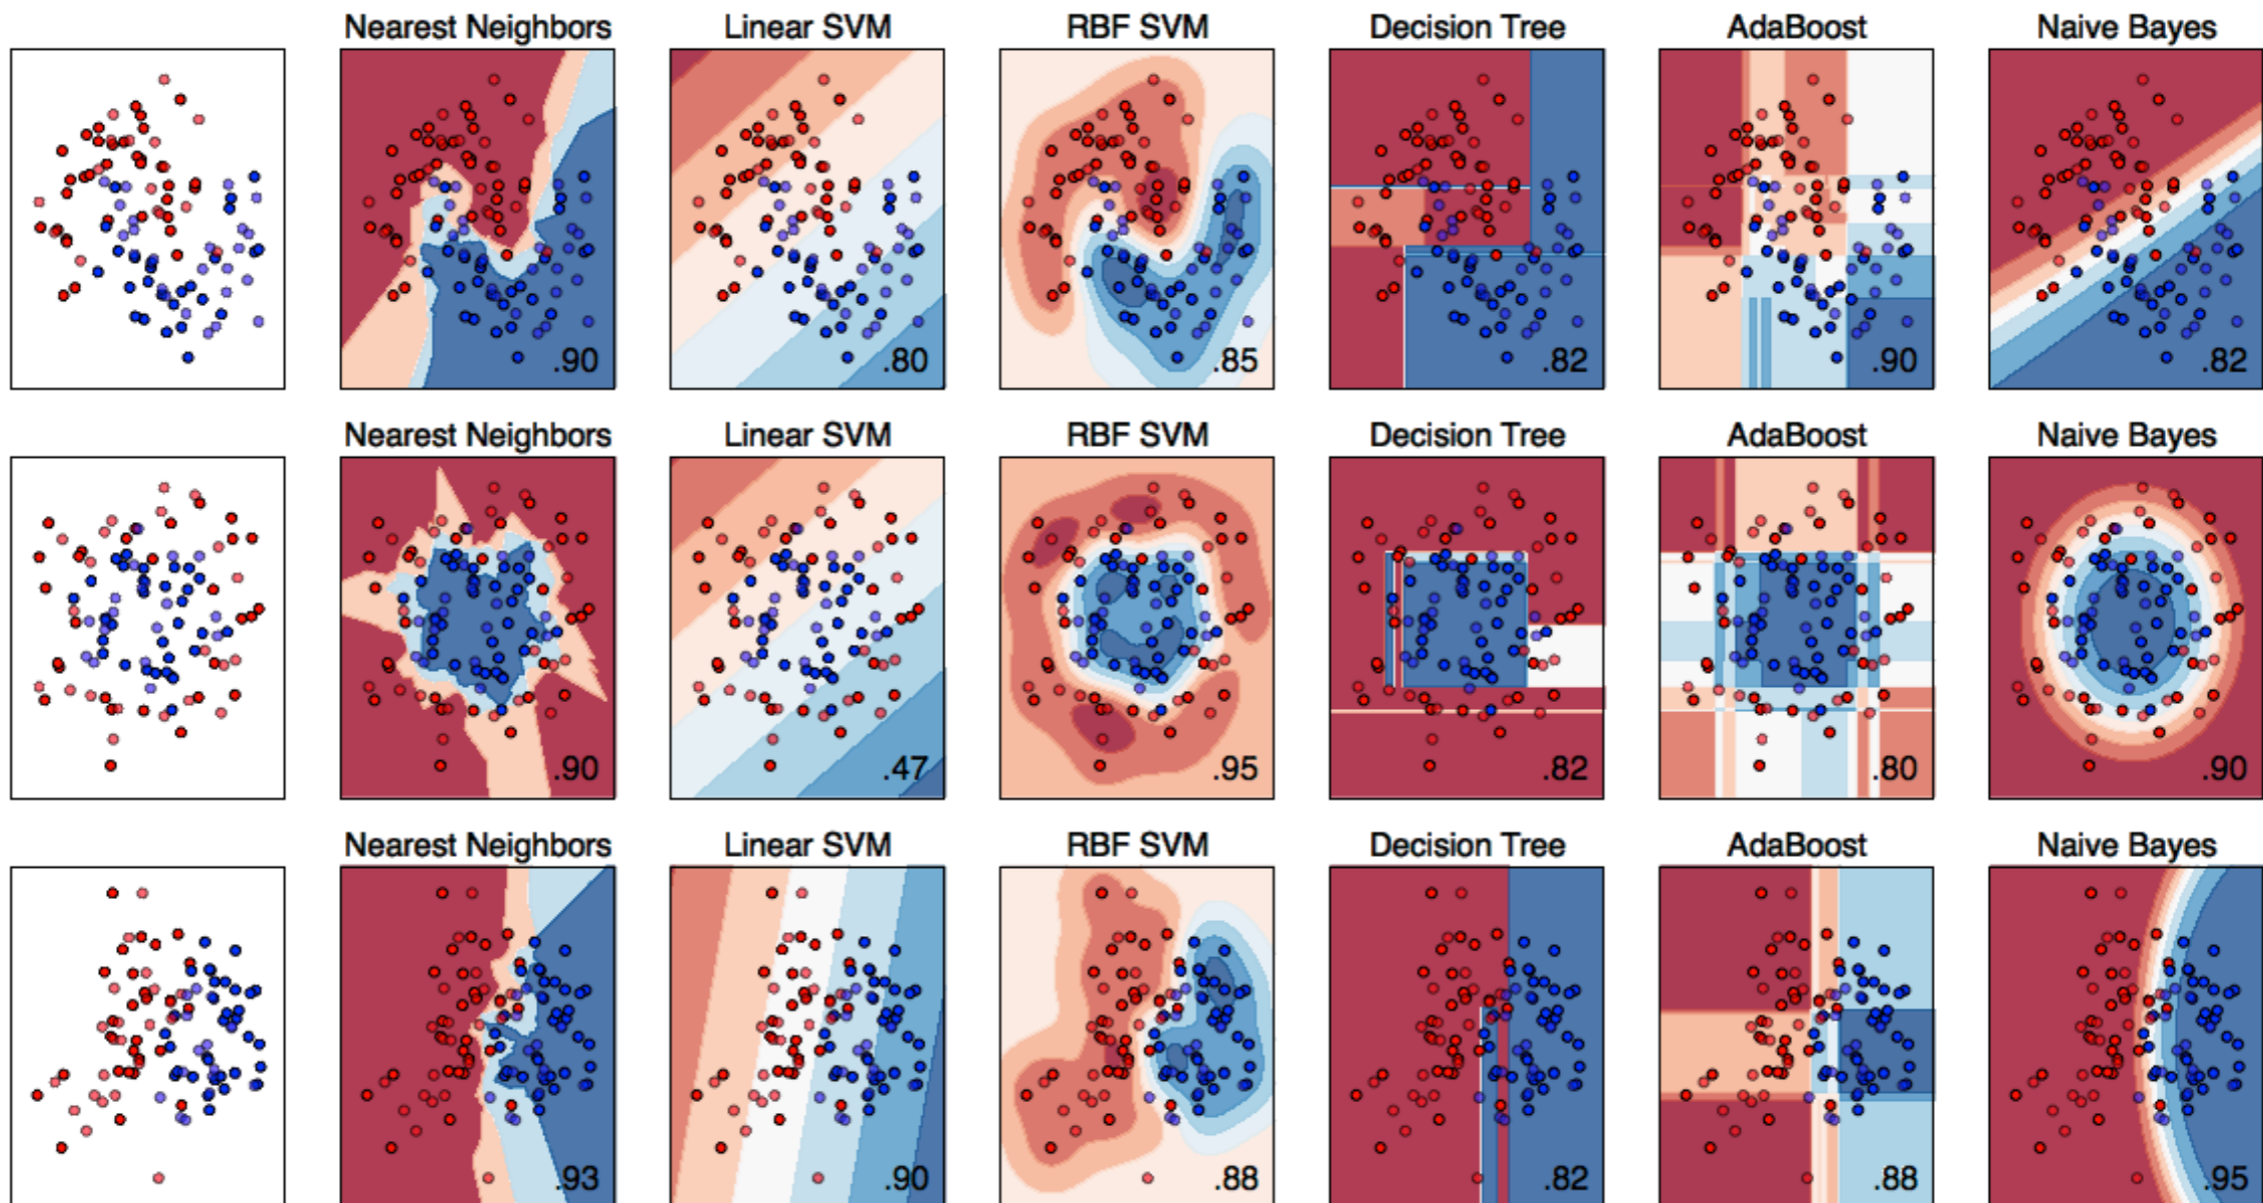 Nearest Neighbors Linear SVM RBF SVM Decision Tree AdaBoost Naive Bayes
.90 .80 .85 .82 .90 .82
Nearest Neighbors Linear SVM RBF SVM Decision Tree AdaBoost Naive Bayes
.90 .47 .95 .82 .80 .90
Nearest Neighbors Linear SVM RBF SVM Decision Tree AdaBoost Naive Bayes
.93 .90 .88 .82 .88 .95